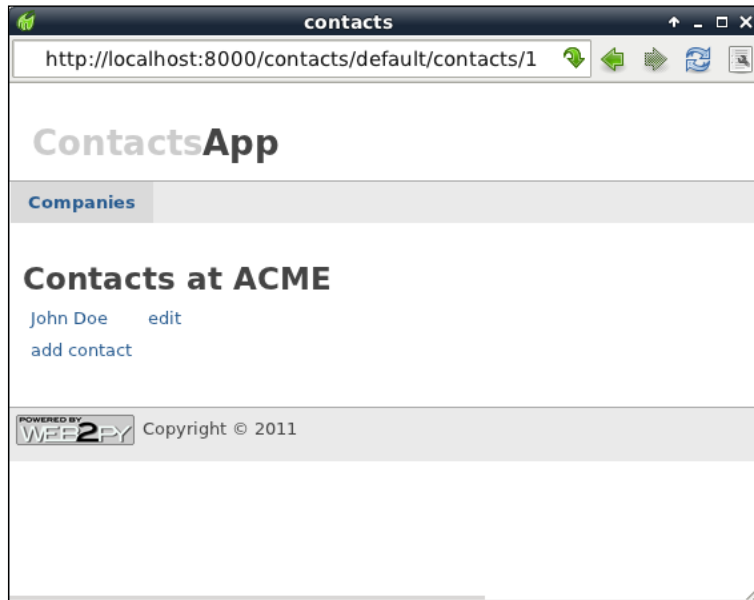 contacts
http://localhost:8000/contacts/default/contacts/1
ContactsApp
Companies
Contacts at ACME
John Doe edit
add contact
POWERED BY
WEB2PY Copyright © 2011